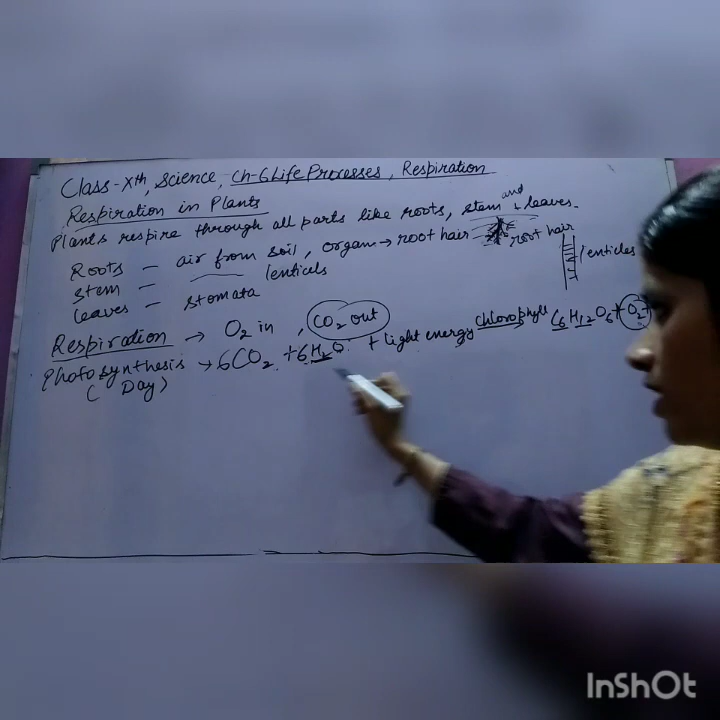 Class-Xth, Science, Ch-6 Life Processes, Respiration
Respiration in Plants
Plants respire through all parts like roots, stem and + leaves.
Roots - air from soil, organ → root hair root hair
Stem - lenticels lenticles
leaves - stomata
Respiration → O2 in, CO2 out
Photosynthesis → 6CO2 + 6H2O + light energy chlorophyll C6H12O6 + O2
(Day)
InShOt